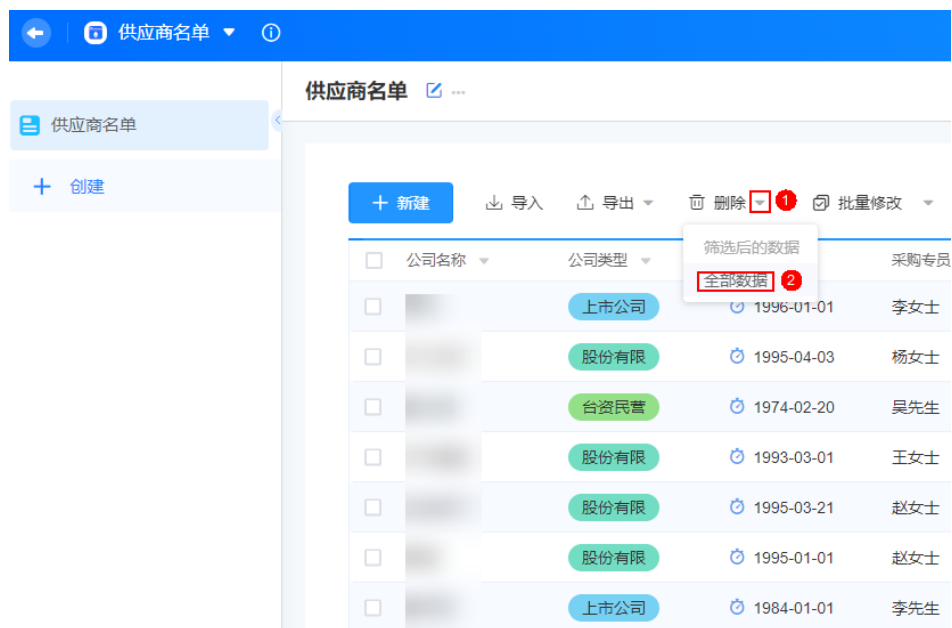 供应商名单
供应商名单
供应商名单
创建
新建 导入 导出 删除 1 批量修改
筛选后的数据
全部数据 2
公司名称 公司类型 采购专员
上市公司 1996-01-01 李女士
股份有限 1995-04-03 杨女士
台资民营 1974-02-20 吴先生
股份有限 1993-03-01 王女士
股份有限 1995-03-21 赵女士
股份有限 1995-01-01 赵女士
上市公司 1984-01-01 李先生